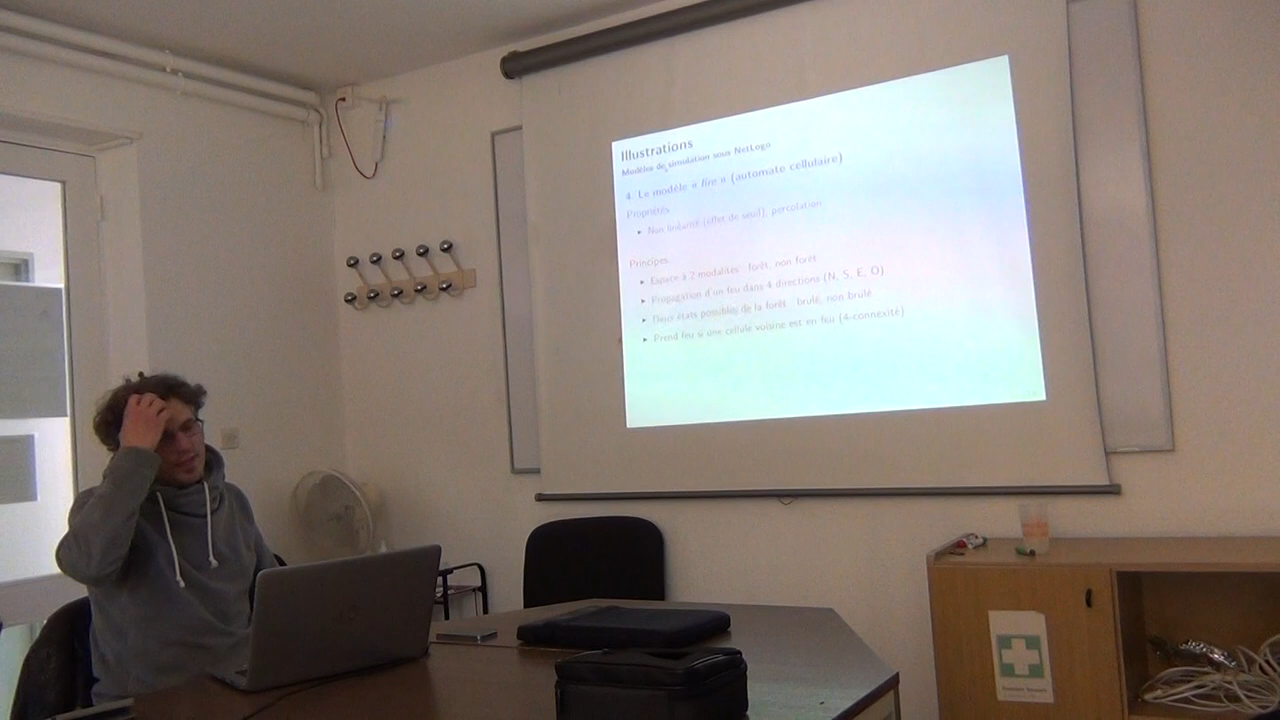 Illustrations
Modèles de simulation sous NetLogo
4. Le modèle « fire » (automate cellulaire)
Propriétés
▸ Non linéarité (effet de seuil), percolation
Principes
▸ Espace à 2 modalités : forêt, non forêt
▸ Propagation d'un feu dans 4 directions (N, S, E, O)
▸ Deux états possibles de la forêt : brulé, non brulé
▸ Prend feu si une cellule voisine est en feu (4-connexité)